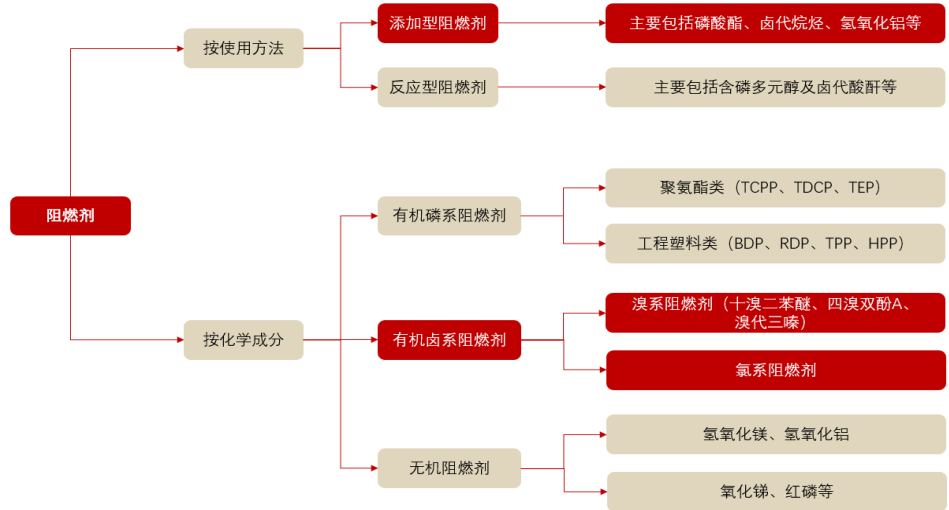 添加型阻燃剂
主要包括磷酸酯、卤代烷烃、氢氧化铝等
按使用方法
反应型阻燃剂
主要包括含磷多元醇及卤代酸酐等
阻燃剂
有机磷系阻燃剂
聚氨酯类（TCPP、TDCP、TEP）
工程塑料类（BDP、RDP、TPP、HPP）
按化学成分
有机卤系阻燃剂
溴系阻燃剂（十溴二苯醚、四溴双酚A、
溴代三嗪）
氯系阻燃剂
无机阻燃剂
氢氧化镁、氢氧化铝
氧化锑、红磷等